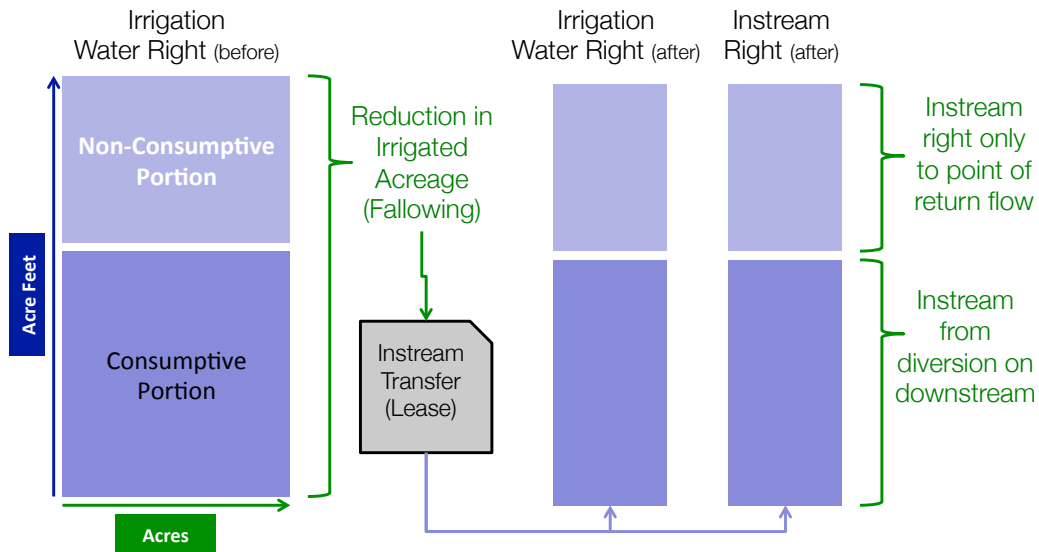 Irrigation
Water Right (before)
Irrigation
Water Right (after)
Instream
Right (after)
Non-Consumptive
Portion
Reduction in
Irrigated
Acreage
(Fallowing)
Instream
right only
to point of
return flow
Acre Feet
Consumptive
Portion
Instream
Transfer
(Lease)
Instream
from
diversion on
downstream
Acres